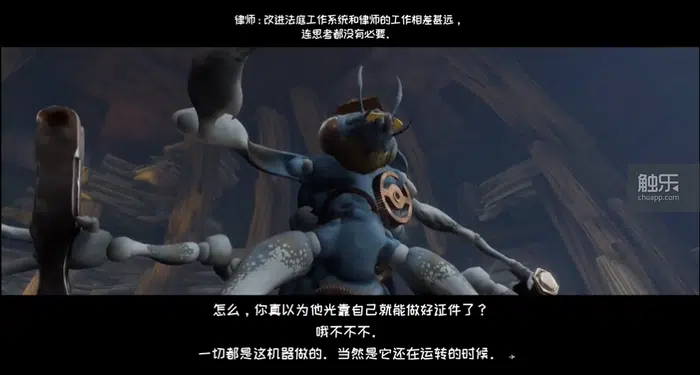 律师:改进法庭工作系统和律师的工作相差甚远,
连思考都没有必要.
触乐
chuapp.com
怎么,你真以为他光靠自己就能做好证件了?
哦不不不.
一切都是这机器做的. 当然是它还在运转的时候.